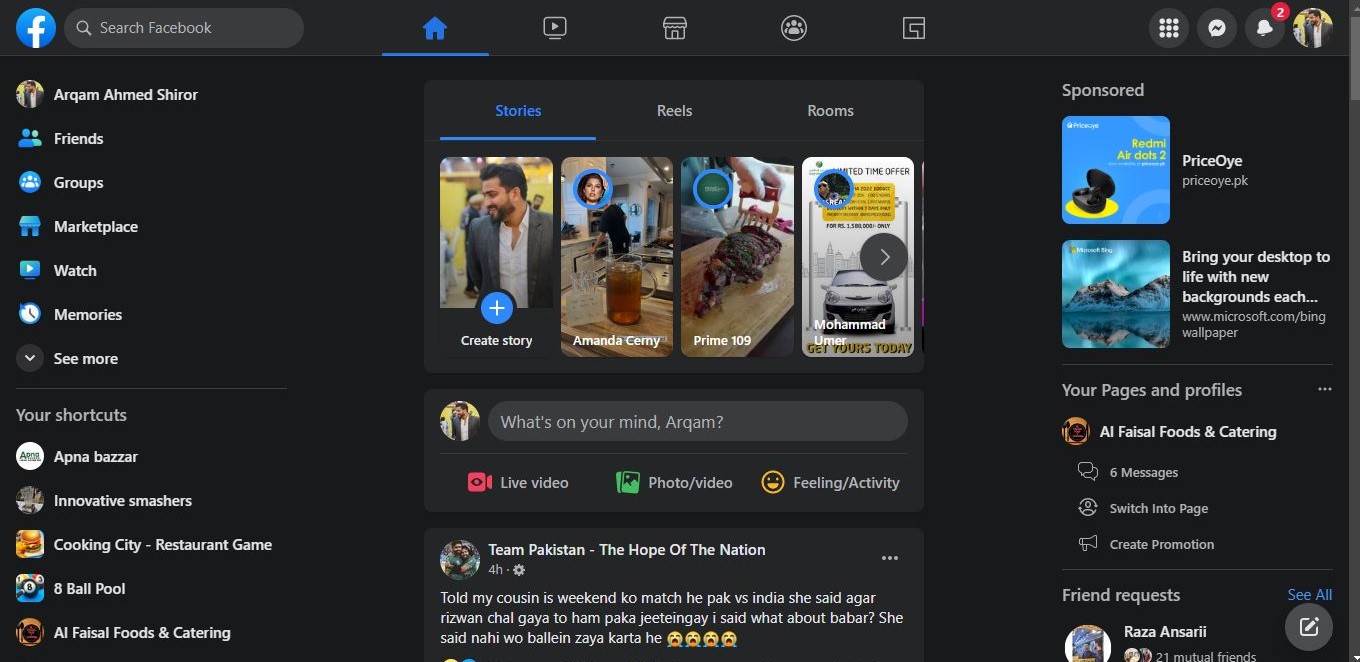 Search Facebook
2
Arqam Ahmed Shiror
Friends
Groups
Marketplace
Watch
Memories
See more
Your shortcuts
Apna bazzar
Innovative smashers
Cooking City - Restaurant Game
8 Ball Pool
Al Faisal Foods & Catering
Stories
Reels
Rooms
Create story
Amanda Cerny
Prime 109
LIMITED TIME OFFER
FOR RS. 1,580,000/- ONLY
Mohammad
Umer
GET YOURS TODAY
What's on your mind, Arqam?
Live video
Photo/video
Feeling/Activity
Team Pakistan - The Hope Of The Nation
4h ·
Told my cousin is weekend ko match he pak vs india she said agar
rizwan chal gaya to ham paka jeeteingay i said what about babar? She
said nahi wo ballein zaya karta he 😭😭😭😭
Sponsored
Priceoye
Redmi
Air dots 2
PriceOye
priceoye.pk
Microsoft Bing
Bring your desktop to
life with new
backgrounds each...
www.microsoft.com/bing
wallpaper
Your Pages and profiles
Al Faisal Foods & Catering
6 Messages
Switch Into Page
Create Promotion
Friend requests
See All
Raza Ansarii
21 mutual friends